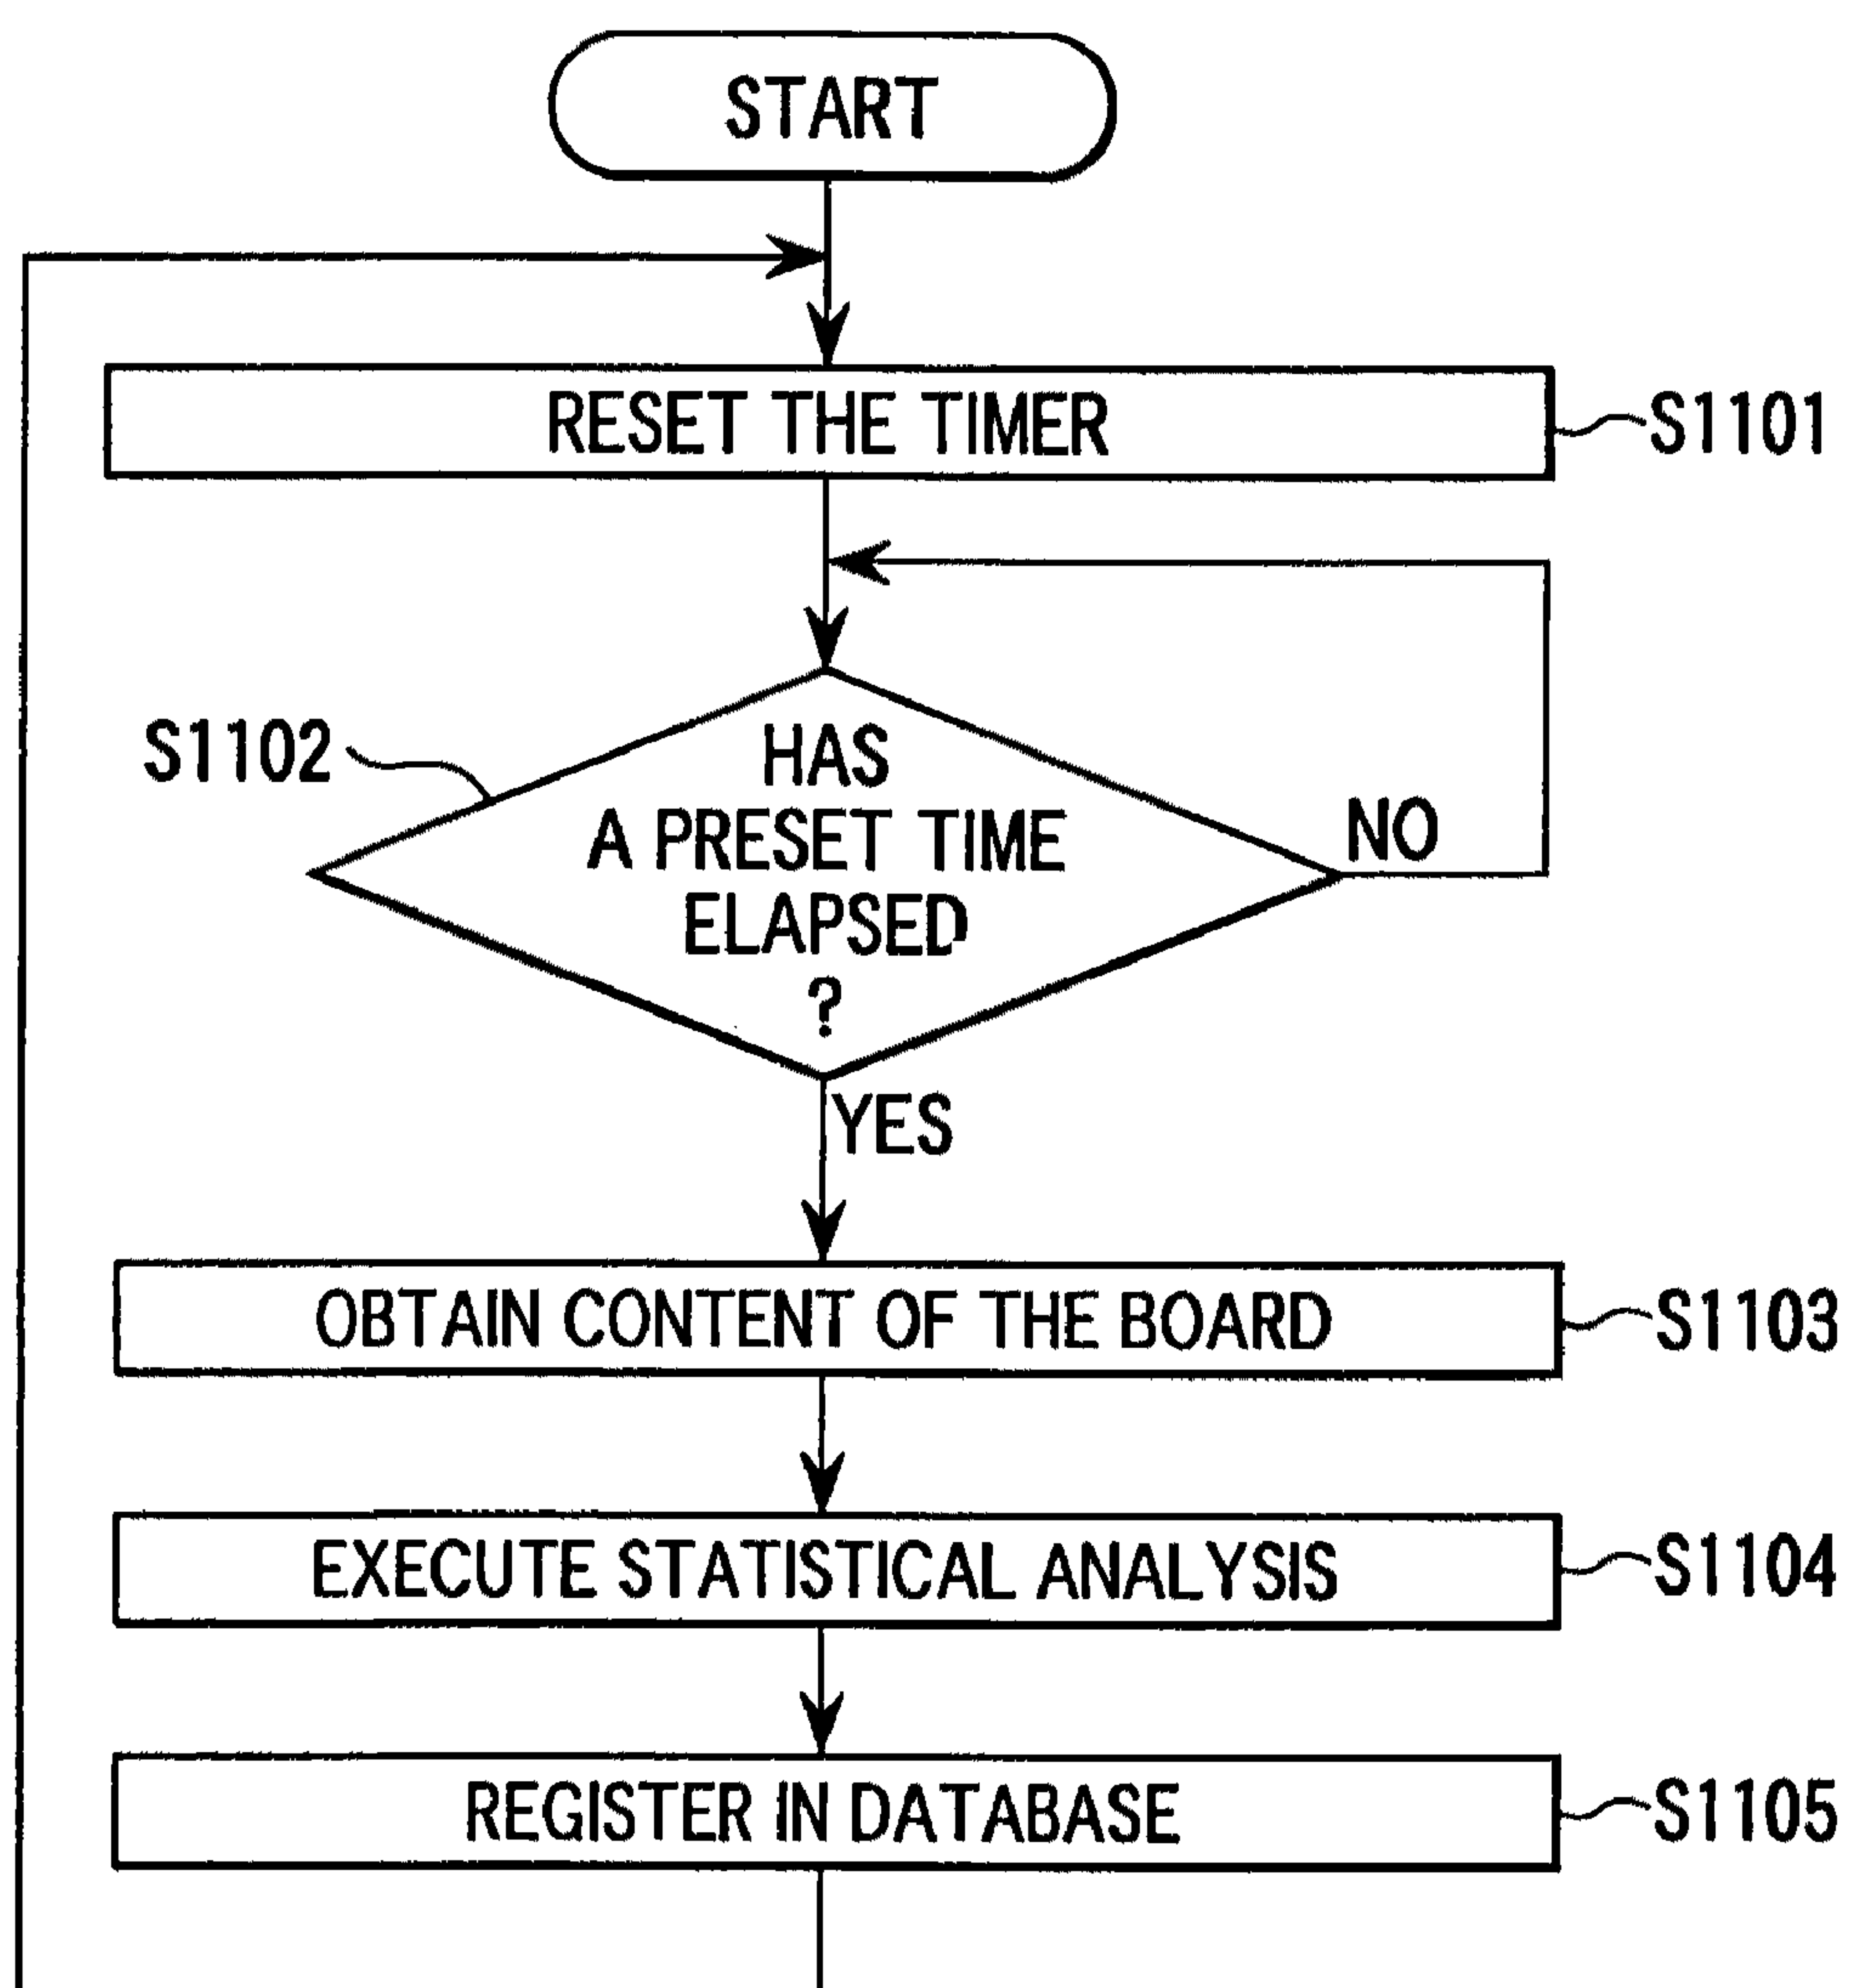 START
RESET THE TIMER
S1101
S1102
HAS
A PRESET TIME
ELAPSED
?
NO
YES
OBTAIN CONTENT OF THE BOARD
S1103
EXECUTE STATISTICAL ANALYSIS
S1104
REGISTER IN DATABASE
S1105